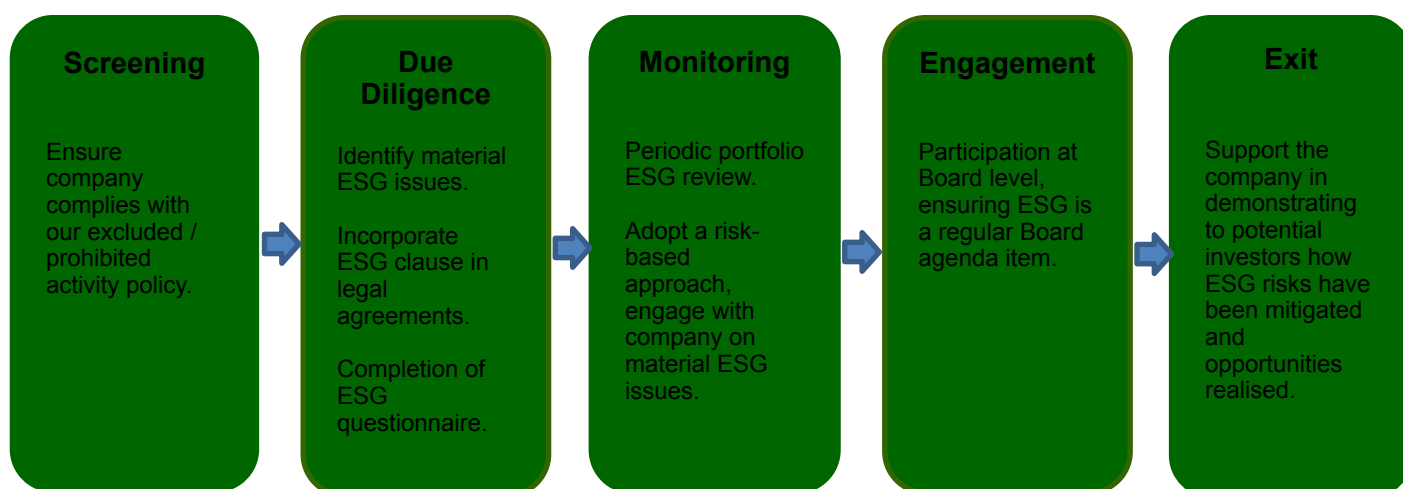 Screening
Ensure
company
complies with
our excluded /
prohibited
activity policy.
Due
Diligence
Identify material
ESG issues.
Incorporate
ESG clause in
legal
agreements.
Completion of
ESG
questionnaire.
Monitoring
Periodic portfolio
ESG review.
Adopt a risk-
based
approach,
engage with
company on
material ESG
issues.
Engagement
Participation at
Board level,
ensuring ESG is
a regular Board
agenda item.
Exit
Support the
company in
demonstrating
to potential
investors how
ESG risks have
been mitigated
and
opportunities
realised.